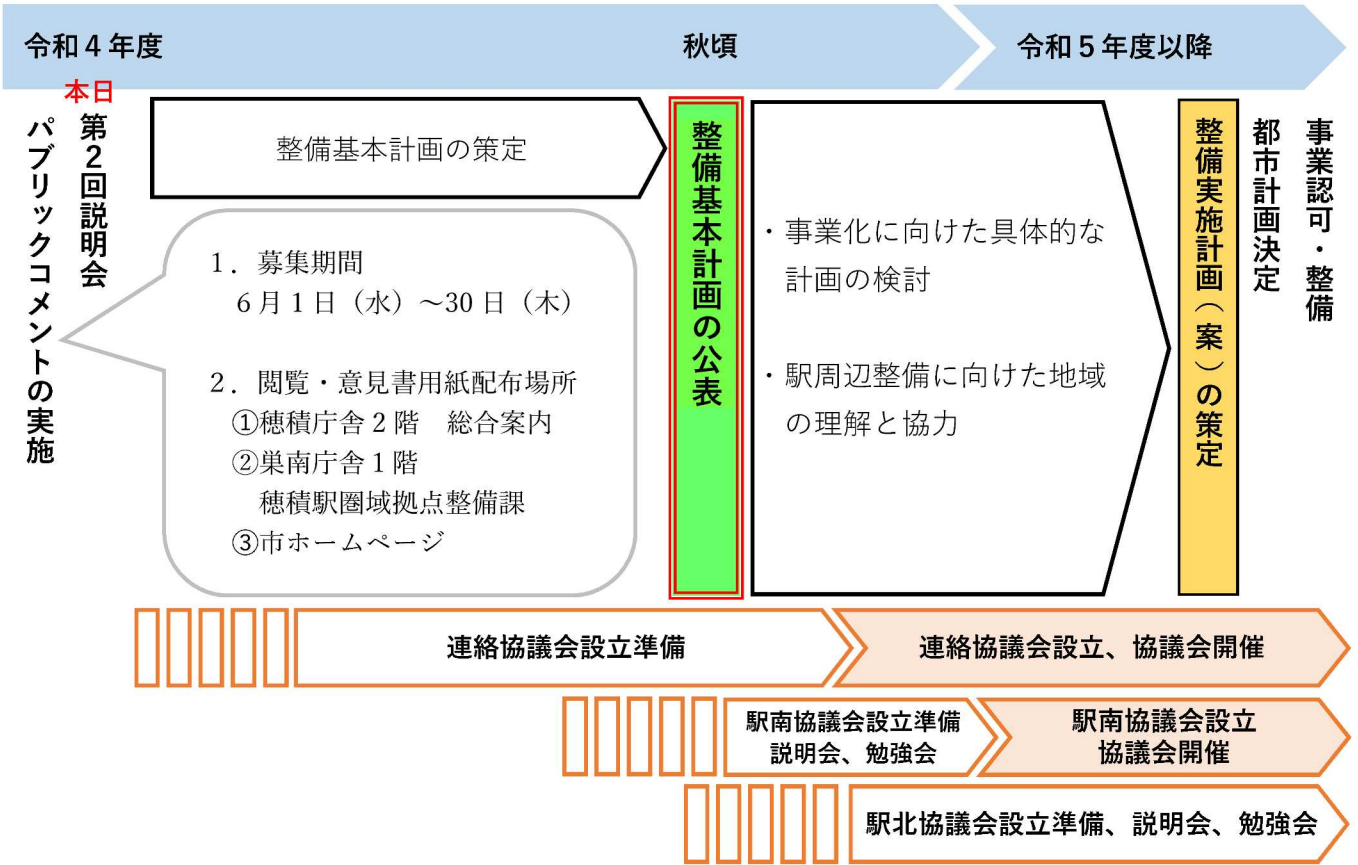 令和４年度
秋頃
令和５年度以降
本日
第２回説明会
パブリックコメントの実施
整備基本計画の策定
１．募集期間
６月１日（水）～30日（木）
２．閲覧・意見書用紙配布場所
①穂積庁舎２階　総合案内
②巣南庁舎１階
穂積駅圏域拠点整備課
③市ホームページ
整備基本計画の公表
・事業化に向けた具体的な
計画の検討
・駅周辺整備に向けた地域
の理解と協力
整備実施計画（案）の策定
都市計画決定
事業認可・整備
連絡協議会設立準備
連絡協議会設立、協議会開催
駅南協議会設立準備
説明会、勉強会
駅南協議会設立
協議会開催
駅北協議会設立準備、説明会、勉強会